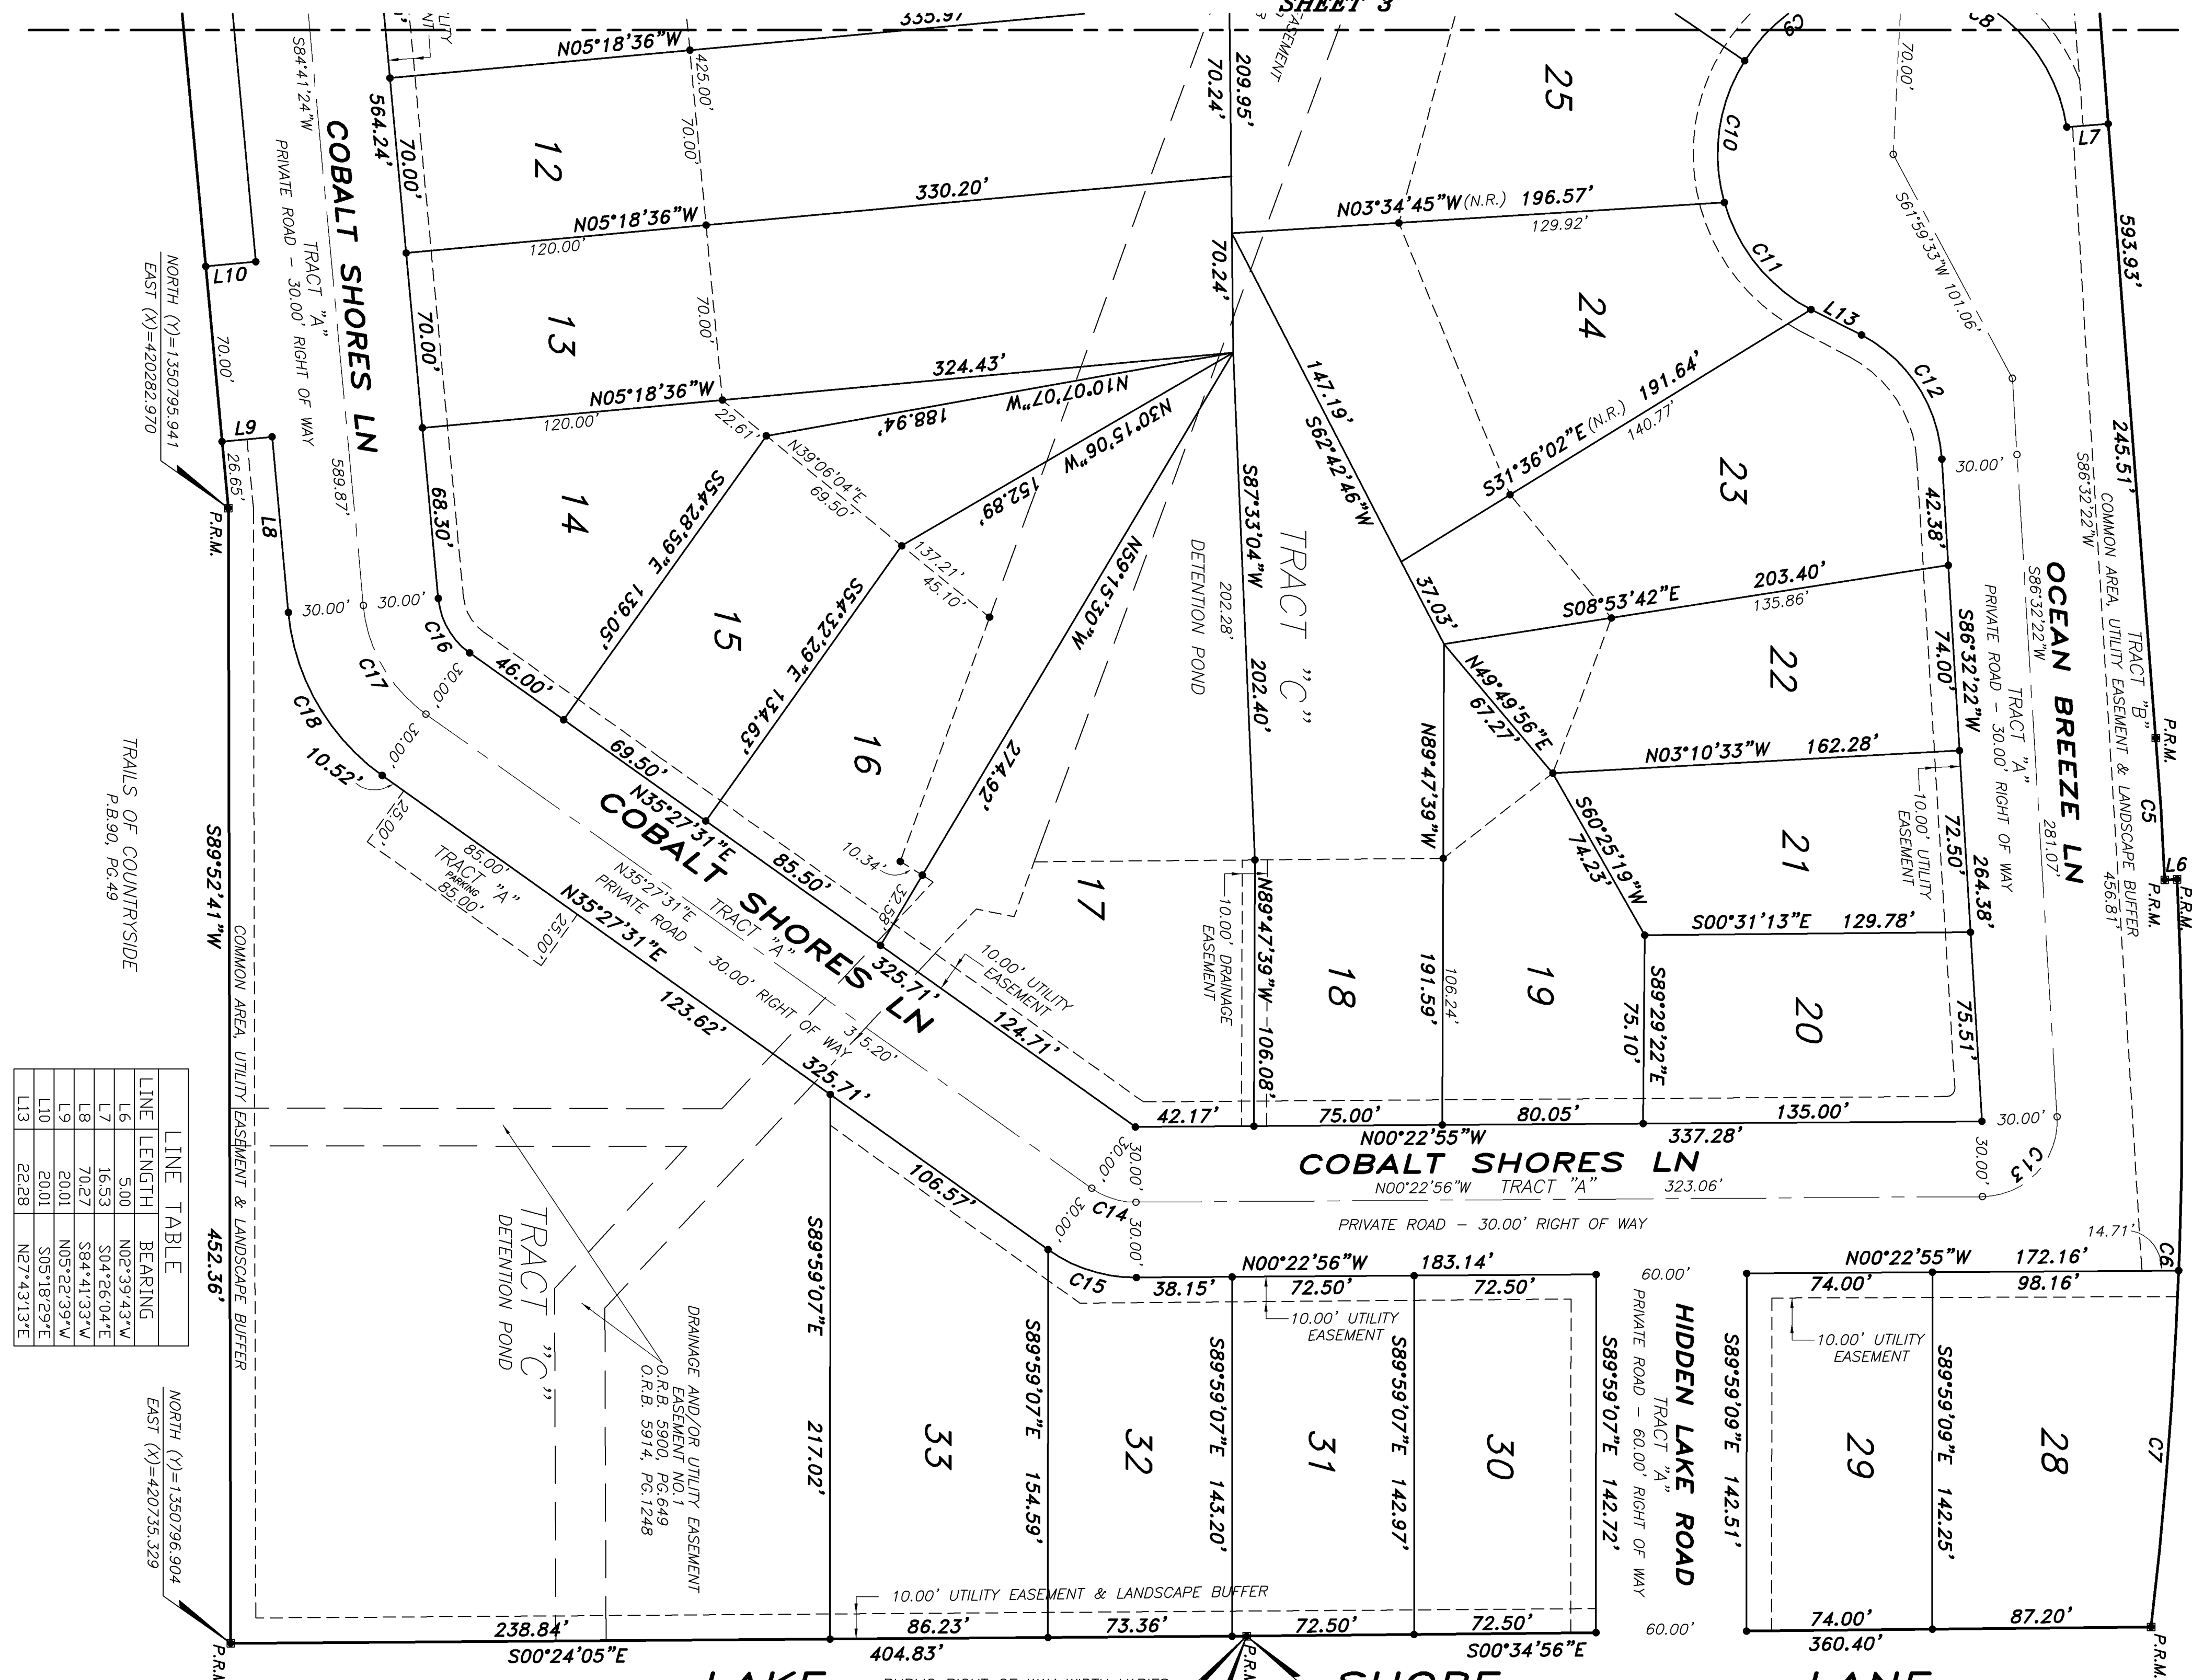 SHEET 3
335.97'
N05°18'36"W
425.00'
S84°41'24"W
209.95'
70.24'
EASEMENT
25
C9
C8
70.00'
L7
564.24'
70.00'
12
70.00'
C10
COBALT SHORES LN
TRACT "A"
PRIVATE ROAD - 30.00' RIGHT OF WAY
N05°18'36"W
330.20'
120.00'
N03°34'45"W (N.R.) 196.57'
129.92'
593.93'
S61°59'33"W 101.06'
C11
L10
NORTH (Y)=1350795.941
EAST (X)=420282.970
70.00'
13
70.00'
70.24'
24
L13
C12
L9
26.65'
P.R.M.
589.87'
N05°18'36"W
324.43'
120.00'
N10°07'07"W
188.94'
22.61'
147.19'
S62°42'46"W
S31°36'02"E (N.R.) 191.64'
140.77'
245.51'
L8
68.30'
14
N39°06'04"E
69.50'
N30°15'06"W
152.89'
S54°28'59"E 139.05'
137.21'
45.10'
S87°33'04"W
202.40'
202.28'
TRACT "C"
DETENTION POND
23
30.00'
42.38'
S86°32'22"W
COMMON AREA, UTILITY EASEMENT & LANDSCAPE BUFFER
TRACT "B"
456.81'
30.00'
30.00'
C16
C17
C18
30.00'
30.00'
46.00'
15
S54°32'29"E 134.63'
N59°15'30"W
274.92'
37.03'
S08°53'42"E
203.40'
135.86'
OCEAN BREEZE LN
S86°32'22"W
TRACT "A"
PRIVATE ROAD - 30.00' RIGHT OF WAY
281.07'
S86°32'22"W
74.00'
22
N49°49'56"E
67.27'
N03°10'33"W
162.28'
P.R.M.
C5
L6
P.R.M.
P.R.M.
10.52'
25.00'
85.00'
TRACT "A"
PARKING
85.00'
25.00'
69.50'
N35°27'31"E
16
85.50'
10.34'
32.58'
COBALT SHORES LN
N35°27'31"E
TRACT "A"
PRIVATE ROAD - 30.00' RIGHT OF WAY
315.20'
N35°27'31"E
123.62'
TRAILS OF COUNTRYSIDE
P.B.90, PG.49
S89°52'41"W
452.36'
COMMON AREA, UTILITY EASEMENT & LANDSCAPE BUFFER
17
325.71'
10.00' UTILITY
EASEMENT
124.71'
10.00' DRAINAGE
EASEMENT
N89°47'39"W 106.08'
18
N89°47'39"W
191.59'
106.24'
19
S60°25'19"W
74.23'
21
10.00' UTILITY
EASEMENT
72.50'
264.38'
S00°31'13"E
129.78'
S89°29'22"E
75.10'
20
75.51'
325.71'
106.57'
42.17'
75.00'
80.05'
135.00'
N00°22'55"W
337.28'
30.00'
30.00'
C13
COBALT SHORES LN
N00°22'56"W TRACT "A" 323.06'
PRIVATE ROAD - 30.00' RIGHT OF WAY
30.00'
30.00'
C14
30.00'
30.00'
C15
14.71'
C6
LINE TABLE
LINE LENGTH BEARING
L6 5.00 N02°39'43"W
L7 16.53 S04°26'04"E
L8 70.27 S84°41'33"W
L9 20.01 N05°22'39"W
L10 20.01 S05°18'29"E
L13 22.28 N27°43'13"E
TRACT "C"
DETENTION POND
DRAINAGE AND/OR UTILITY EASEMENT
EASEMENT NO.1
O.R.B. 5900, PG.649
O.R.B. 5914, PG.1248
S89°59'07"E
217.02'
N00°22'56"W
183.14'
38.15'
72.50'
72.50'
60.00'
10.00' UTILITY
EASEMENT
N00°22'55"W
172.16'
74.00'
98.16'
10.00' UTILITY
EASEMENT
33
S89°59'07"E 154.59'
32
S89°59'07"E 143.20'
31
S89°59'07"E 142.97'
30
S89°59'07"E 142.72'
HIDDEN LAKE ROAD
TRACT "A"
PRIVATE ROAD - 60.00' RIGHT OF WAY
S89°59'09"E 142.51'
29
S89°59'09"E 142.25'
28
C7
NORTH (Y)=1350796.904
EAST (X)=420735.329
P.R.M.
10.00' UTILITY EASEMENT & LANDSCAPE BUFFER
238.84'
86.23'
73.36'
72.50'
72.50'
60.00'
74.00'
87.20'
S00°24'05"E
404.83'
P.R.M.
S00°34'56"E
360.40'
P.R.M.
LAKE SHORE LANE
PUBLIC RIGHT OF WAY WIDTH VARIES